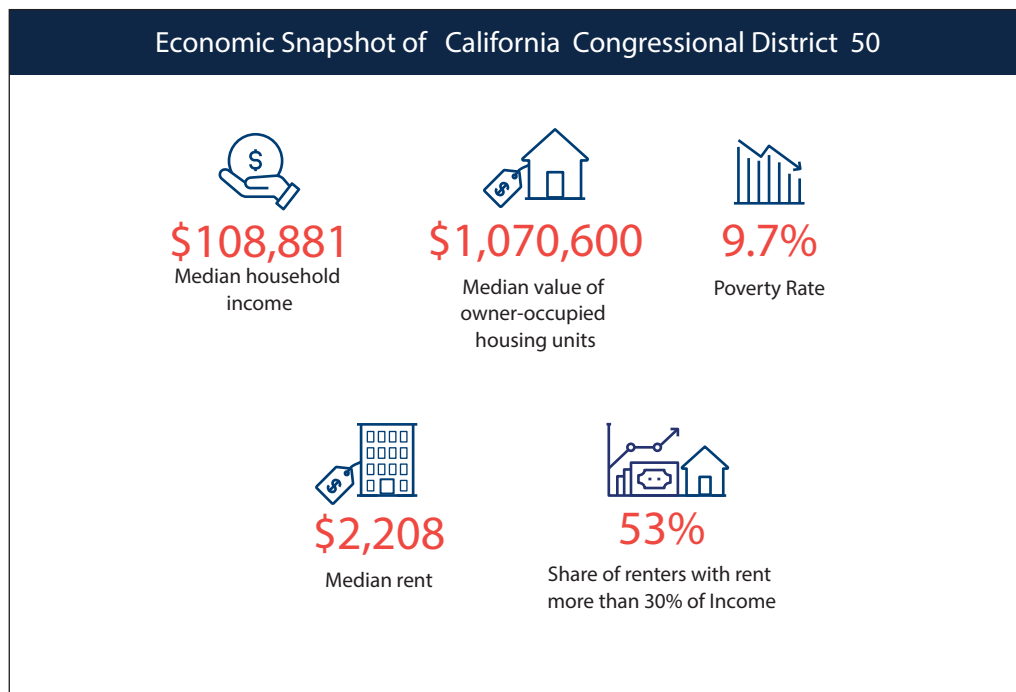 Economic Snapshot of California Congressional District 50
$
$108,881
Median household
income
$
$1,070,600
Median value of
owner-occupied
housing units
9.7%
Poverty Rate
$
$2,208
Median rent
53%
Share of renters with rent
more than 30% of Income